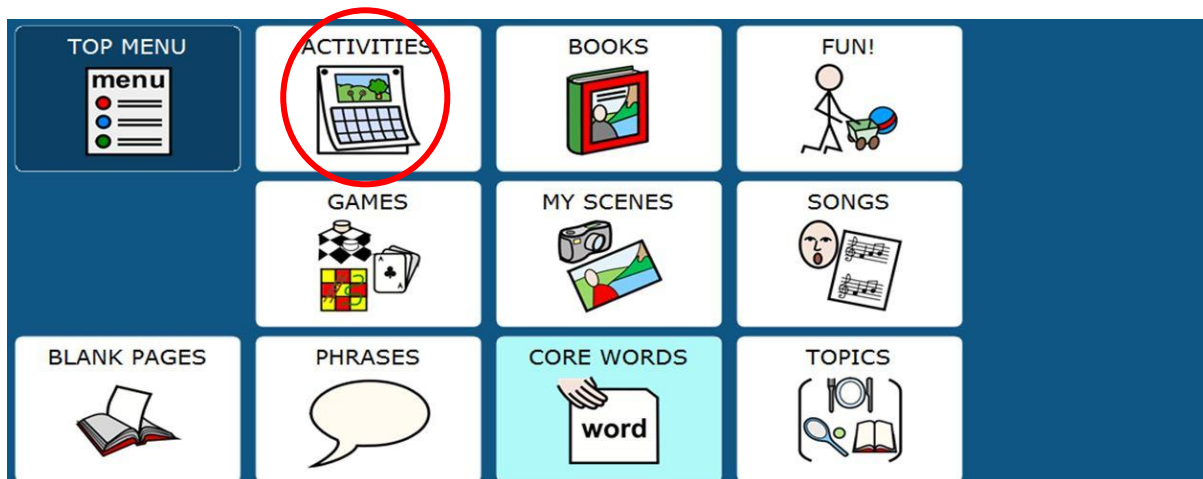 TOP MENU
menu
ACTIVITIES
BOOKS
FUN!
GAMES
A
A
MY SCENES
SONGS
BLANK PAGES
PHRASES
CORE WORDS
word
TOPICS